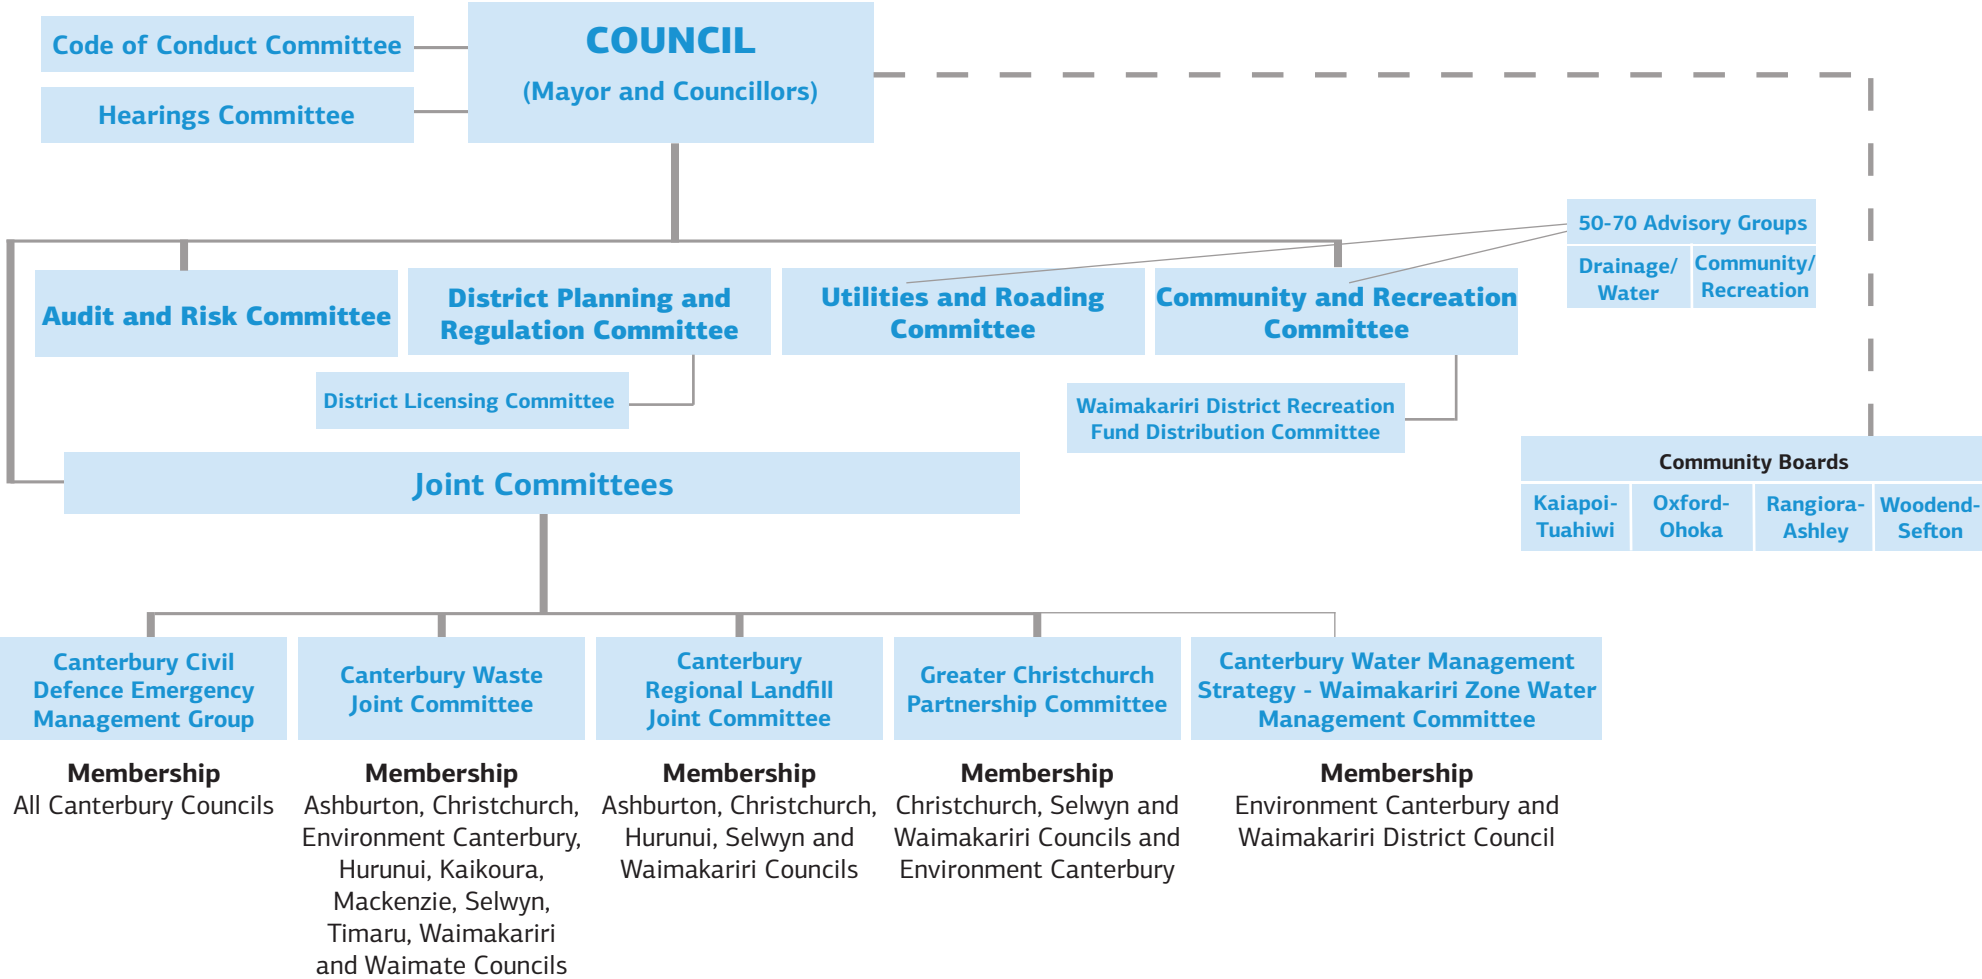 Code of Conduct Committee
Hearings Committee
COUNCIL
(Mayor and Councillors)
50-70 Advisory Groups
Drainage/
Water
Community/
Recreation
Audit and Risk Committee
District Planning and
Regulation Committee
Utilities and Roading
Committee
Community and Recreation
Committee
District Licensing Committee
Waimakariri District Recreation
Fund Distribution Committee
Community Boards
Kaiapoi-
Tuahiwi
Oxford-
Ohoka
Rangiora-
Ashley
Woodend-
Sefton
Joint Committees
Canterbury Civil
Defence Emergency
Management Group
Membership
All Canterbury Councils
Canterbury Waste
Joint Committee
Membership
Ashburton, Christchurch,
Environment Canterbury,
Hurunui, Kaikoura,
Mackenzie, Selwyn,
Timaru, Waimakariri
and Waimate Councils
Canterbury
Regional Landfill
Joint Committee
Membership
Ashburton, Christchurch,
Hurunui, Selwyn and
Waimakariri Councils
Greater Christchurch
Partnership Committee
Membership
Christchurch, Selwyn and
Waimakariri Councils and
Environment Canterbury
Canterbury Water Management
Strategy - Waimakariri Zone Water
Management Committee
Membership
Environment Canterbury and
Waimakariri District Council